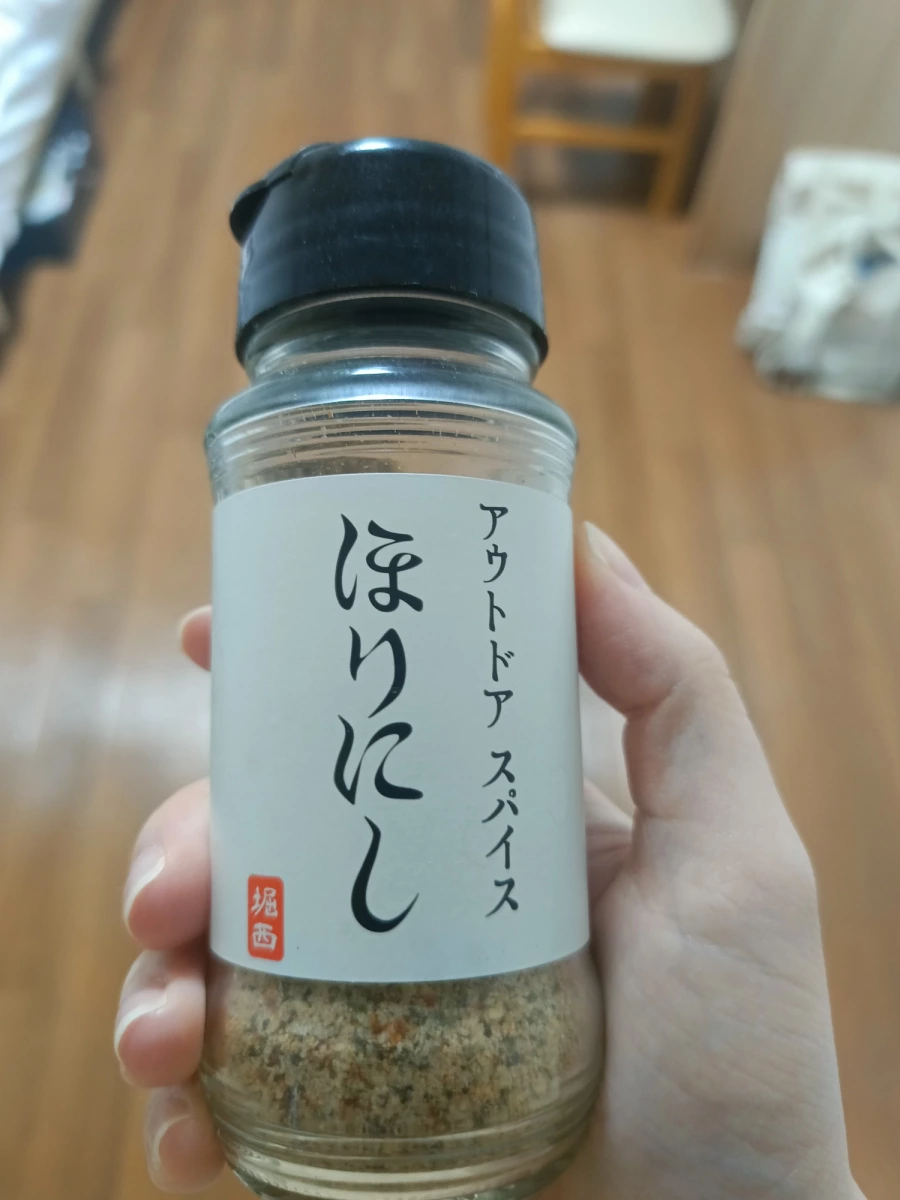 アウトドア スパイス
ほりにし
堀西